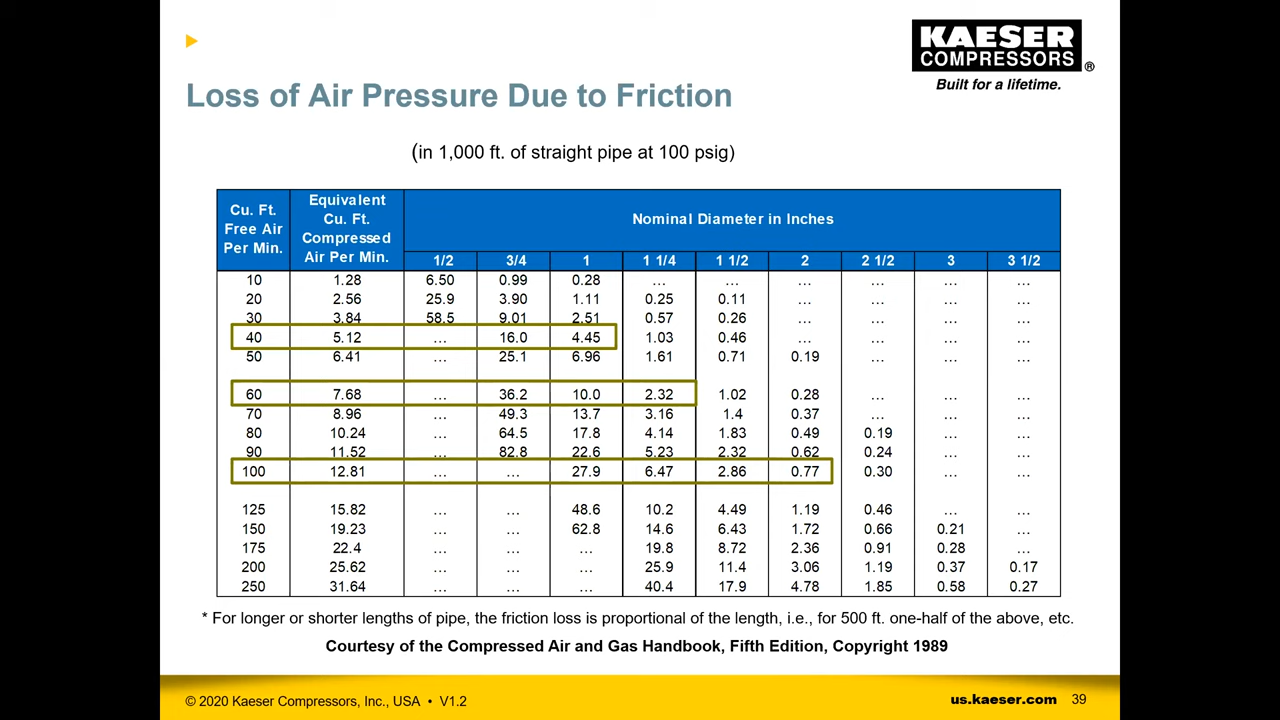 KAESER
COMPRESSORS®
Built for a lifetime.
Loss of Air Pressure Due to Friction
(in 1,000 ft. of straight pipe at 100 psig)
Cu. Ft. Free Air Per Min. Equivalent Cu. Ft. Compressed Air Per Min. Nominal Diameter in Inches
1/2 3/4 1 1 1/4 1 1/2 2 2 1/2 3 3 1/2
10 1.28 6.50 0.99 0.28 ... ... ... ... ... ...
20 2.56 25.9 3.90 1.11 0.25 0.11 ... ... ... ...
30 3.84 58.5 9.01 2.51 0.57 0.26 ... ... ... ...
40 5.12 ... 16.0 4.45 1.03 0.46 ... ... ... ...
50 6.41 ... 25.1 6.96 1.61 0.71 0.19 ... ... ...
60 7.68 ... 36.2 10.0 2.32 1.02 0.28 ... ... ...
70 8.96 ... 49.3 13.7 3.16 1.4 0.37 ... ... ...
80 10.24 ... 64.5 17.8 4.14 1.83 0.49 0.19 ... ...
90 11.52 ... 82.8 22.6 5.23 2.32 0.62 0.24 ... ...
100 12.81 ... ... 27.9 6.47 2.86 0.77 0.30 ... ...
125 15.82 ... ... 48.6 10.2 4.49 1.19 0.46 ... ...
150 19.23 ... ... 62.8 14.6 6.43 1.72 0.66 0.21 ...
175 22.4 ... ... ... 19.8 8.72 2.36 0.91 0.28 ...
200 25.62 ... ... ... 25.9 11.4 3.06 1.19 0.37 0.17
250 31.64 ... ... ... 40.4 17.9 4.78 1.85 0.58 0.27
* For longer or shorter lengths of pipe, the friction loss is proportional of the length, i.e., for 500 ft. one-half of the above, etc.
Courtesy of the Compressed Air and Gas Handbook, Fifth Edition, Copyright 1989
© 2020 Kaeser Compressors, Inc., USA • V1.2
us.kaeser.com 39